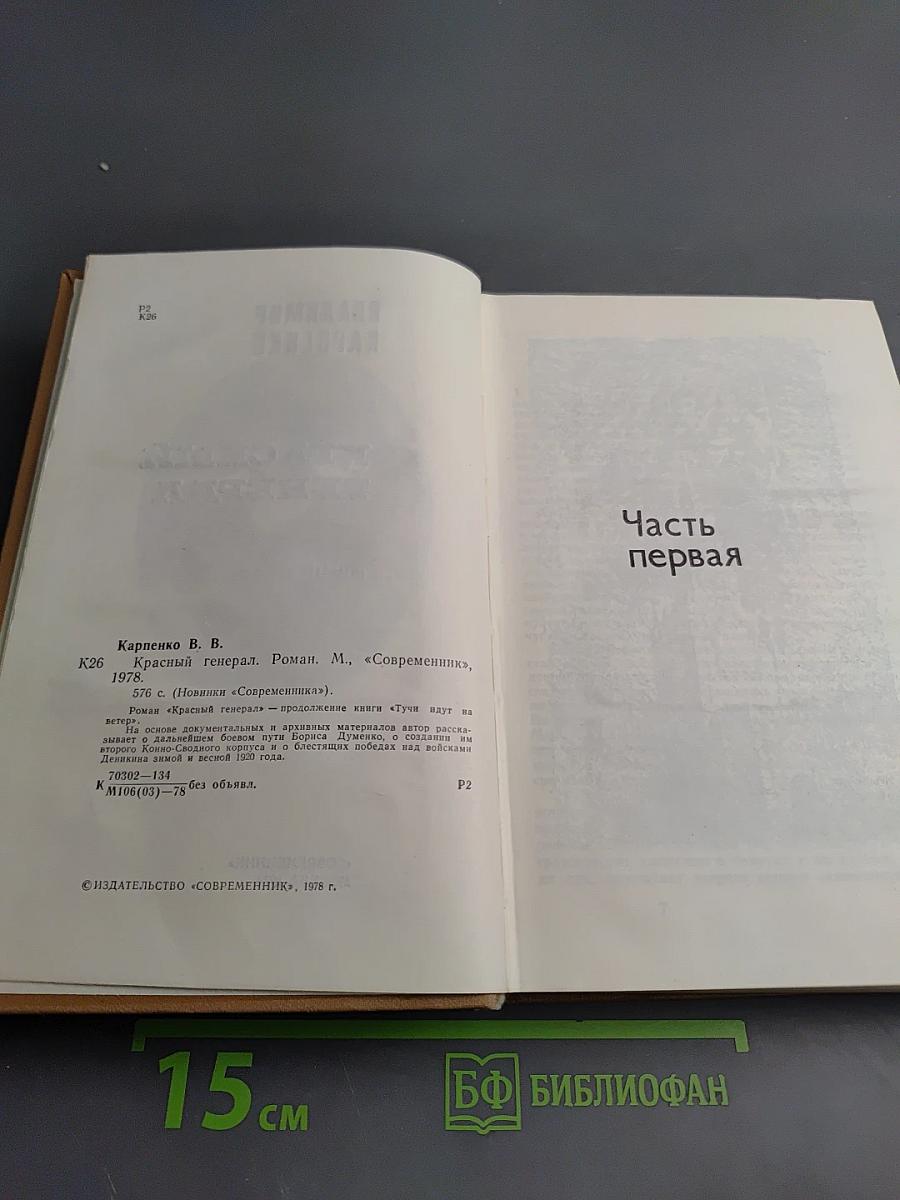 Р2
К26
Карпенко В. В.
К26 Красный генерал. Роман. М., «Современник»,
1978.
576 с. (Новинки «Современника»).
Роман «Красный генерал» — продолжение книги «Тучи идут на
ветер».
На основе документальных и архивных материалов автор расска-
зывает о дальнейшем боевом пути Бориса Думенко, о создании им
второго Конно-Сводного корпуса и о блестящих победах над войсками
Деникина зимой и весной 1920 года.
К 70302—134
М106(03)—78 без объявл. Р2
© ИЗДАТЕЛЬСТВО «СОВРЕМЕННИК», 1978 г.
Часть
первая
15 см
БФ БИБЛИОФАН